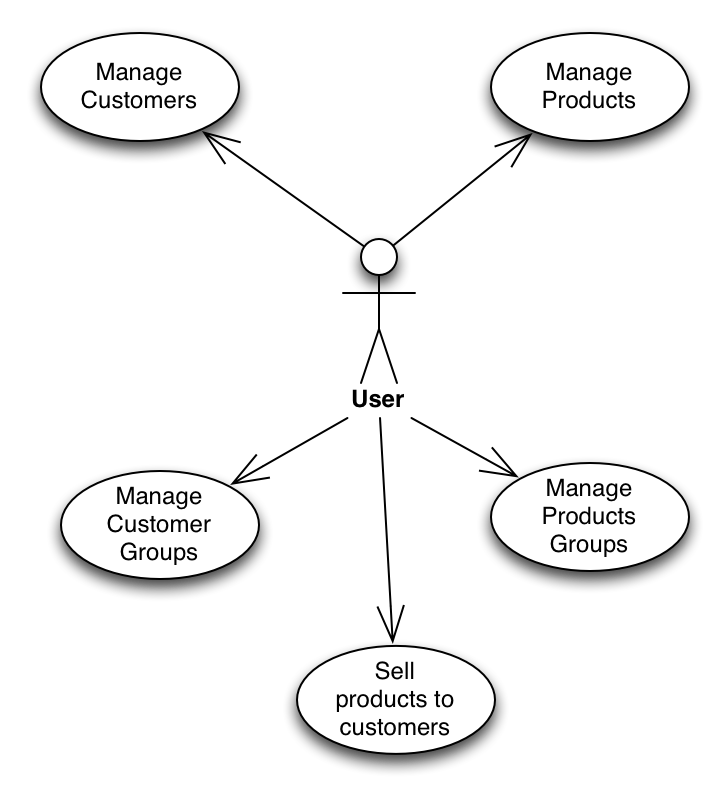 Manage
Customers
Manage
Products
User
Manage
Customer
Groups
Manage
Products
Groups
Sell
products to
customers